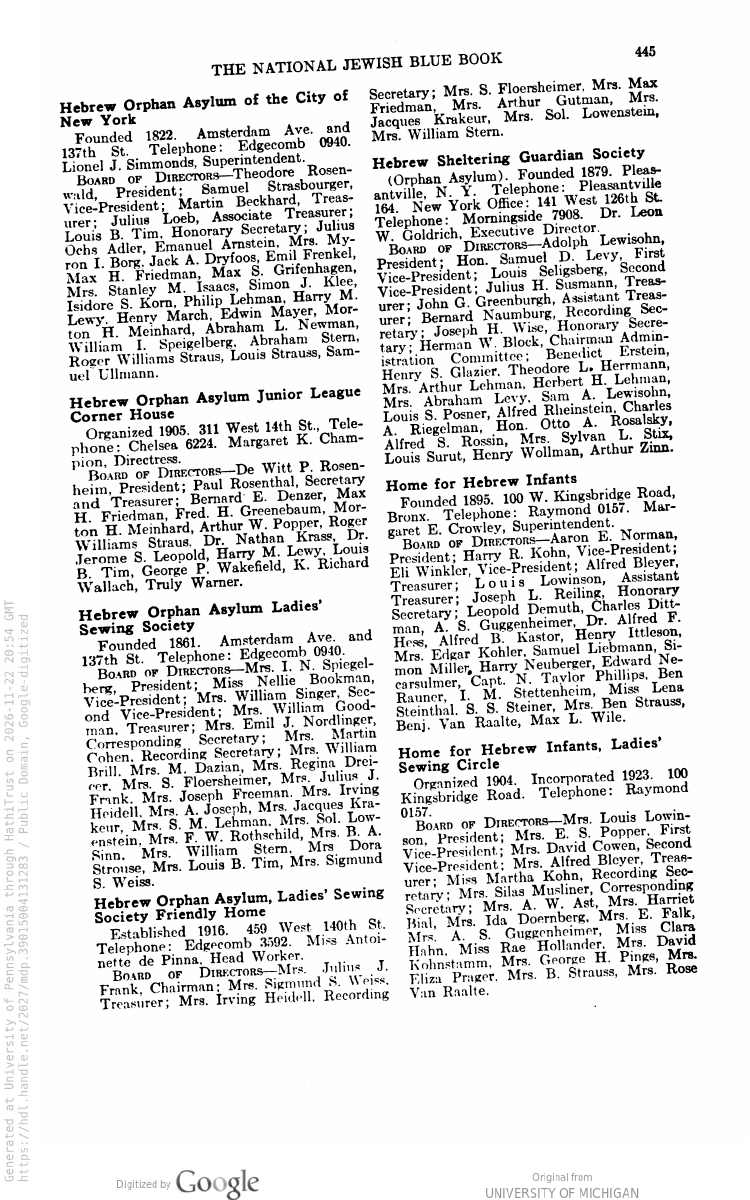 THE NATIONAL JEWISH BLUE BOOK
445
Hebrew Orphan Asylum of the City of
New York
Founded 1822. Amsterdam Ave. and
137th St. Telephone: Edgecomb 0940.
Lionel J. Simmonds, Superintendent.
BOARD OF DIRECTORS—Theodore Rosen-
wald, President; Samuel Strasbourger,
Vice-President; Martin Beckhard, Treas-
urer; Julius Loeb, Associate Treasurer;
Louis B. Tim, Honorary Secretary; Julius
Ochs Adler, Emanuel Arnstein, Mrs. My-
ron I. Borg, Jack A. Dryfoos, Emil Frenkel,
Max H. Friedman, Max S. Grifenhagen,
Mrs. Stanley M. Isaacs, Simon J. Klee,
Isidore S. Korn, Philip Lehman, Harry M.
Lewy, Henry March, Edwin Mayer, Mor-
ton H. Meinhard, Abraham L. Newman,
William I. Speigelberg, Abraham Stern,
Roger Williams Straus, Louis Strauss, Sam-
uel Ullmann.
Hebrew Orphan Asylum Junior League
Corner House
Organized 1905. 311 West 14th St., Tele-
phone: Chelsea 6224. Margaret K. Cham-
pion, Directress.
BOARD OF DIRECTORS—De Witt P. Rosen-
heim, President; Paul Rosenthal, Secretary
and Treasurer; Bernard E. Denzer, Max
H. Friedman, Fred. H. Greenebaum, Mor-
ton H. Meinhard, Arthur W. Popper, Roger
Williams Straus, Dr. Nathan Krass, Dr.
Jerome S. Leopold, Harry M. Lewy, Louis
B. Tim, George P. Wakefield, K. Richard
Wallach, Truly Warner.
Hebrew Orphan Asylum Ladies'
Sewing Society
Founded 1861. Amsterdam Ave. and
137th St. Telephone: Edgecomb 0940.
BOARD OF DIRECTORS—Mrs. I. N. Spiegel-
berg, President; Miss Nellie Bookman,
Vice-President; Mrs. William Singer, Sec-
ond Vice-President; Mrs. William Good-
man, Treasurer; Mrs. Emil J. Nordlinger,
Corresponding Secretary; Mrs. Martin
Cohen, Recording Secretary; Mrs. William
Brill, Mrs. M. Dazian, Mrs. Regina Drei-
cer, Mrs. S. Floersheimer, Mrs. Julius J.
Frank, Mrs. Joseph Freeman, Mrs. Irving
Heidell, Mrs. A. Joseph, Mrs. Jacques Kra-
keur, Mrs. S. M. Lehman, Mrs. Sol. Low-
enstein, Mrs. F. W. Rothschild, Mrs. B. A.
Sinn, Mrs. William Stern, Mrs Dora
Strouse, Mrs. Louis B. Tim, Mrs. Sigmund
S. Weiss.
Hebrew Orphan Asylum, Ladies' Sewing
Society Friendly Home
Established 1916. 459 West 140th St.
Telephone: Edgecomb 3592. Miss Antoi-
nette de Pinna, Head Worker.
BOARD OF DIRECTORS—Mrs. Julius J.
Frank, Chairman; Mrs. Sigmund S. Weiss,
Treasurer; Mrs. Irving Heidell, Recording
Secretary; Mrs. S. Floersheimer, Mrs. Max
Friedman, Mrs. Arthur Gutman, Mrs.
Jacques Krakeur, Mrs. Sol. Lowenstein,
Mrs. William Stern.
Hebrew Sheltering Guardian Society
(Orphan Asylum). Founded 1879. Pleas-
antville, N. Y. Telephone: Pleasantville
164. New York Office: 141 West 126th St.
Telephone: Morningside 7908. Dr. Leon
W. Goldrich, Executive Director.
BOARD OF DIRECTORS—Adolph Lewisohn,
President; Hon. Samuel D. Levy, First
Vice-President; Louis Seligsberg, Second
Vice-President; Julius H. Susmann, Treas-
urer; John G. Greenburgh, Assistant Treas-
urer; Bernard Naumburg, Recording Sec-
retary; Joseph H. Wise, Honorary Secre-
tary; Herman W. Block, Chairman Admin-
istration Committee; Benedict Erstein,
Henry S. Glazier, Theodore L. Herrmann,
Mrs. Arthur Lehman, Herbert H. Lehman,
Mrs. Abraham Levy, Sam A. Lewisohn,
Louis S. Posner, Alfred Rheinstein, Charles
A. Riegelman, Hon. Otto A. Rosalsky,
Alfred S. Rossin, Mrs. Sylvan L. Stix,
Louis Surut, Henry Wollman, Arthur Zinn.
Home for Hebrew Infants
Founded 1895. 100 W. Kingsbridge Road,
Bronx. Telephone: Raymond 0157. Mar-
garet E. Crowley, Superintendent.
BOARD OF DIRECTORS—Aaron E. Norman,
President; Harry R. Kohn, Vice-President;
Eli Winkler, Vice-President; Alfred Bleyer,
Treasurer; Louis Lowinson, Assistant
Treasurer; Joseph L. Reiling, Honorary
Secretary; Leopold Demuth, Charles Ditt-
man, A. S. Guggenheimer, Dr. Alfred F.
Hess, Alfred B. Kastor, Henry Ittleson,
Mrs. Edgar Kohler, Samuel Liebmann, Si-
mon Miller, Harry Neuberger, Edward Ne-
carsulmer, Capt. N. Taylor Phillips, Ben
Rauner, I. M. Stettenheim, Miss Lena
Steinthal, S. S. Steiner, Mrs. Ben Strauss,
Benj. Van Raalte, Max L. Wile.
Home for Hebrew Infants, Ladies'
Sewing Circle
Organized 1904. Incorporated 1923. 100
Kingsbridge Road. Telephone: Raymond
0157.
BOARD OF DIRECTORS—Mrs. Louis Lowin-
son, President; Mrs. E. S. Popper, First
Vice-President; Mrs. David Cowen, Second
Vice-President; Mrs. Alfred Bleyer, Treas-
urer; Miss Martha Kohn, Recording Sec-
retary; Mrs. Silas Musliner, Corresponding
Secretary; Mrs. A. W. Ast, Mrs. Harriet
Bial, Mrs. Ida Doernberg, Mrs. E. Falk,
Mrs. A. S. Guggenheimer, Miss Clara
Hahn, Miss Rae Hollander, Mrs. David
Kohnstamm, Mrs. George H. Pings, Mrs.
Eliza Prager, Mrs. B. Strauss, Mrs. Rose
Van Raalte.
Generated at University of Pennsylvania through HathiTrust on 2026-11-22 20:54 GMT
https://hdl.handle.net/2027/mdp.39015004131283 / Public Domain, Google-digitized
Digitized by Google
Original from
UNIVERSITY OF MICHIGAN